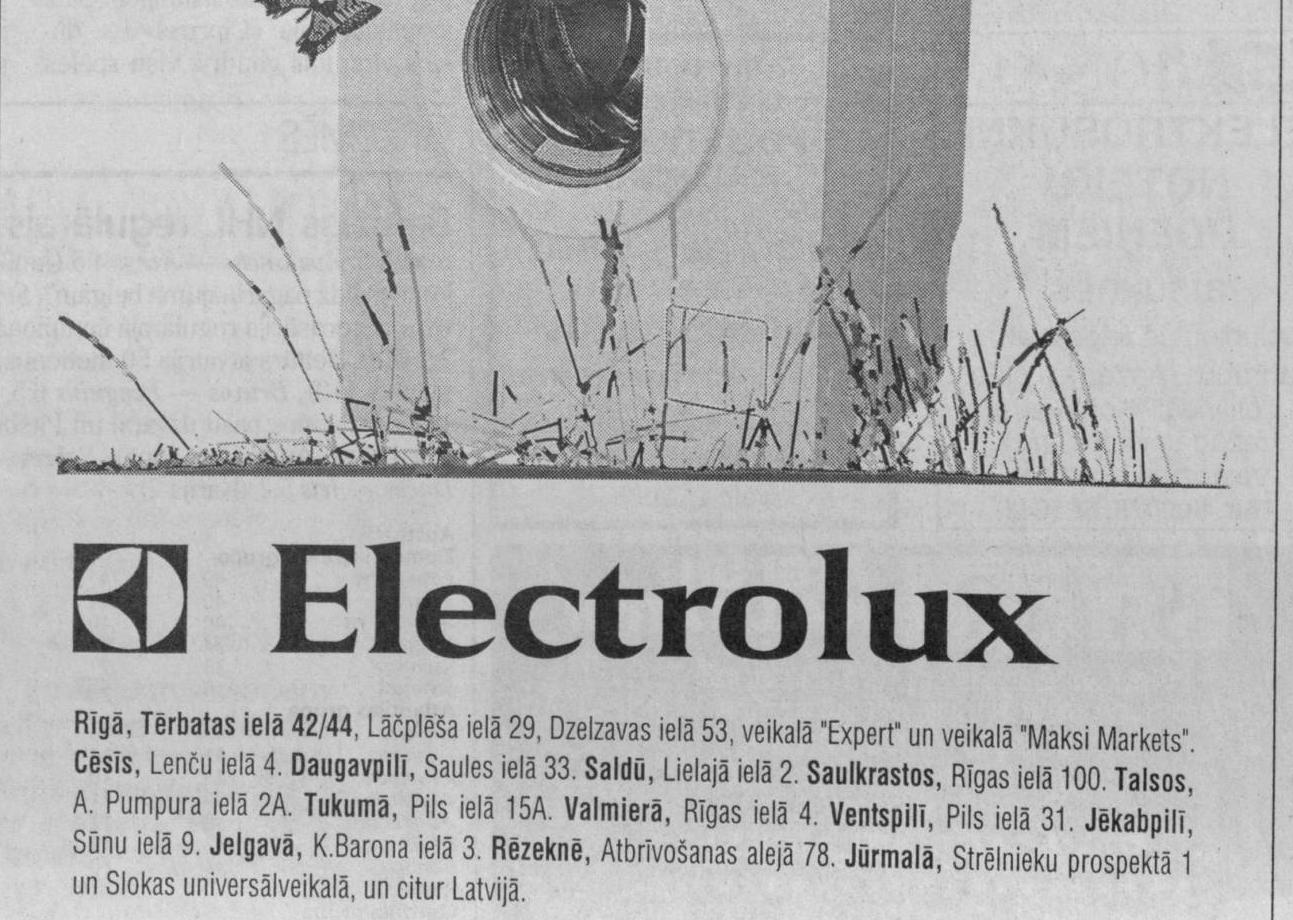 Electrolux
Rīgā, Tērbatas ielā 42/44, Lāčplēša ielā 29, Dzelzavas ielā 53, veikalā "Expert" un veikalā "Maksi Markets".
Cēsīs, Lenču ielā 4. Daugavpilī, Saules ielā 33. Saldū, Lielajā ielā 2. Saulkrastos, Rīgas ielā 100. Talsos,
A. Pumpura ielā 2A. Tukumā, Pils ielā 15A. Valmierā, Rīgas ielā 4. Ventspilī, Pils ielā 31. Jēkabpilī,
Sūnu ielā 9. Jelgavā, K.Barona ielā 3. Rēzeknē, Atbrīvošanas alejā 78. Jūrmalā, Strēlnieku prospektā 1
un Slokas universālveikalā, un citur Latvijā.